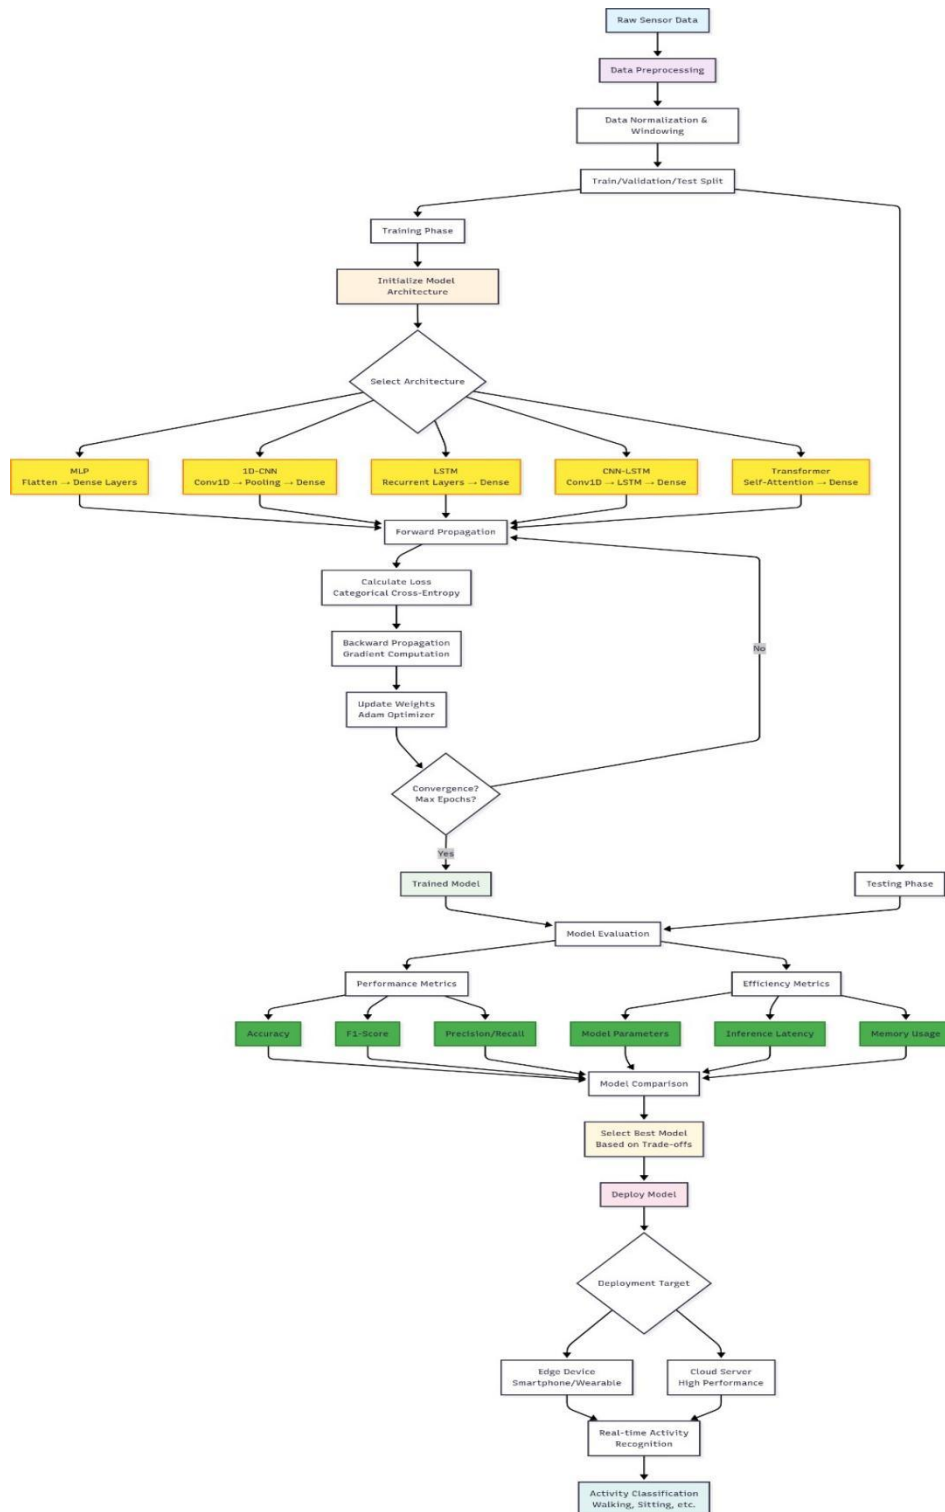 Raw Sensor Data
Data Preprocessing
Data Normalization &
Windowing
Train/Validation/Test Split
Training Phase
Initialize Model
Architecture
Select Architecture
MLP
Flatten → Dense Layers
1D-CNN
Conv1D → Pooling → Dense
LSTM
Recurrent Layers → Dense
CNN-LSTM
Conv1D → LSTM → Dense
Transformer
Self-Attention → Dense
Forward Propagation
Calculate Loss
Categorical Cross-Entropy
Backward Propagation
Gradient Computation
No
Update Weights
Adam Optimizer
Convergence?
Max Epochs?
Yes
Trained Model
Testing Phase
Model Evaluation
Performance Metrics
Efficiency Metrics
Accuracy
F1-Score
Precision/Recall
Model Parameters
Inference Latency
Memory Usage
Model Comparison
Select Best Model
Based on Trade-offs
Deploy Model
Deployment Target
Edge Device
Smartphone/Wearable
Cloud Server
High Performance
Real-time Activity
Recognition
Activity Classification
Walking, Sitting, etc.